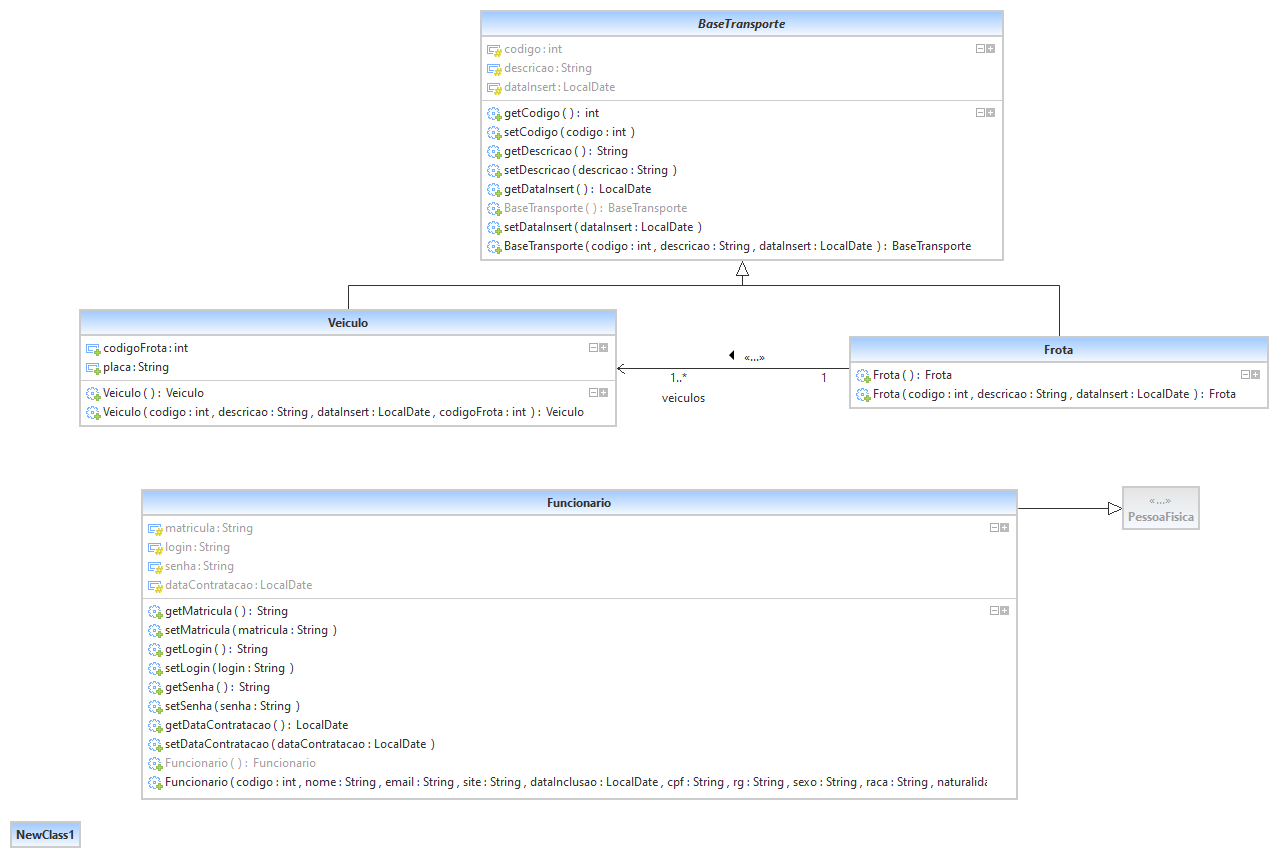 BaseTransporte
codigo : int
descricao : String
dataInsert : LocalDate
getCodigo ( ) : int
setCodigo ( codigo : int )
getDescricao ( ) : String
setDescricao ( descricao : String )
getDataInsert ( ) : LocalDate
BaseTransporte ( ) : BaseTransporte
setDataInsert ( dataInsert : LocalDate )
BaseTransporte ( codigo : int , descricao : String , dataInsert : LocalDate ) : BaseTransporte
Veiculo
codigoFrota : int
placa : String
Veiculo ( ) : Veiculo
Veiculo ( codigo : int , descricao : String , dataInsert : LocalDate , codigoFrota : int ) : Veiculo
«...»
1..*
1
veiculos
Frota
Frota ( ) : Frota
Frota ( codigo : int , descricao : String , dataInsert : LocalDate ) : Frota
Funcionario
matricula : String
login : String
senha : String
dataContratacao : LocalDate
getMatricula ( ) : String
setMatricula ( matricula : String )
getLogin ( ) : String
setLogin ( login : String )
getSenha ( ) : String
setSenha ( senha : String )
getDataContratacao ( ) : LocalDate
setDataContratacao ( dataContratacao : LocalDate )
Funcionario ( ) : Funcionario
Funcionario ( codigo : int , nome : String , email : String , site : String , dataInclusao : LocalDate , cpf : String , rg : String , sexo : String , raca : String , naturalida
«...»
PessoaFisica
NewClass1